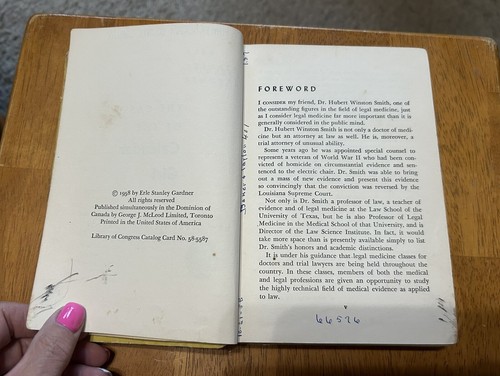 © 1958 by Erle Stanley Gardner
All rights reserved
Published simultaneously in the Dominion of
Canada by George J. McLeod Limited, Toronto
Printed in the United States of America
Library of Congress Catalog Card No. 58-5587
FOREWORD
I CONSIDER my friend, Dr. Hubert Winston Smith, one of
the outstanding figures in the field of legal medicine, just
as I consider legal medicine far more important than it is
generally considered in the public mind.
Dr. Hubert Winston Smith is not only a doctor of medi-
cine but an attorney at law as well. He is, moreover, a
trial attorney of unusual ability.
Some years ago he was appointed special counsel to
represent a veteran of World War II who had been con-
victed of homicide on circumstantial evidence and sen-
tenced to the electric chair. Dr. Smith was able to bring
out a mass of new evidence and present this evidence
so convincingly that the conviction was reversed by the
Louisiana Supreme Court.
Not only is Dr. Smith a professor of law, a teacher of
evidence and of legal medicine at the Law School of the
University of Texas, but he is also Professor of Legal
Medicine in the Medical School of that University, and is
Director of the Law Science Institute. In fact, it would
take more space than is presently available simply to list
Dr. Smith's honors and academic distinctions.
It is under his guidance that legal medicine classes for
doctors and trial lawyers are being held throughout the
country. In these classes, members of both the medical
and legal professions are given an opportunity to study
the highly technical field of medical evidence as applied
to law.
v
66526